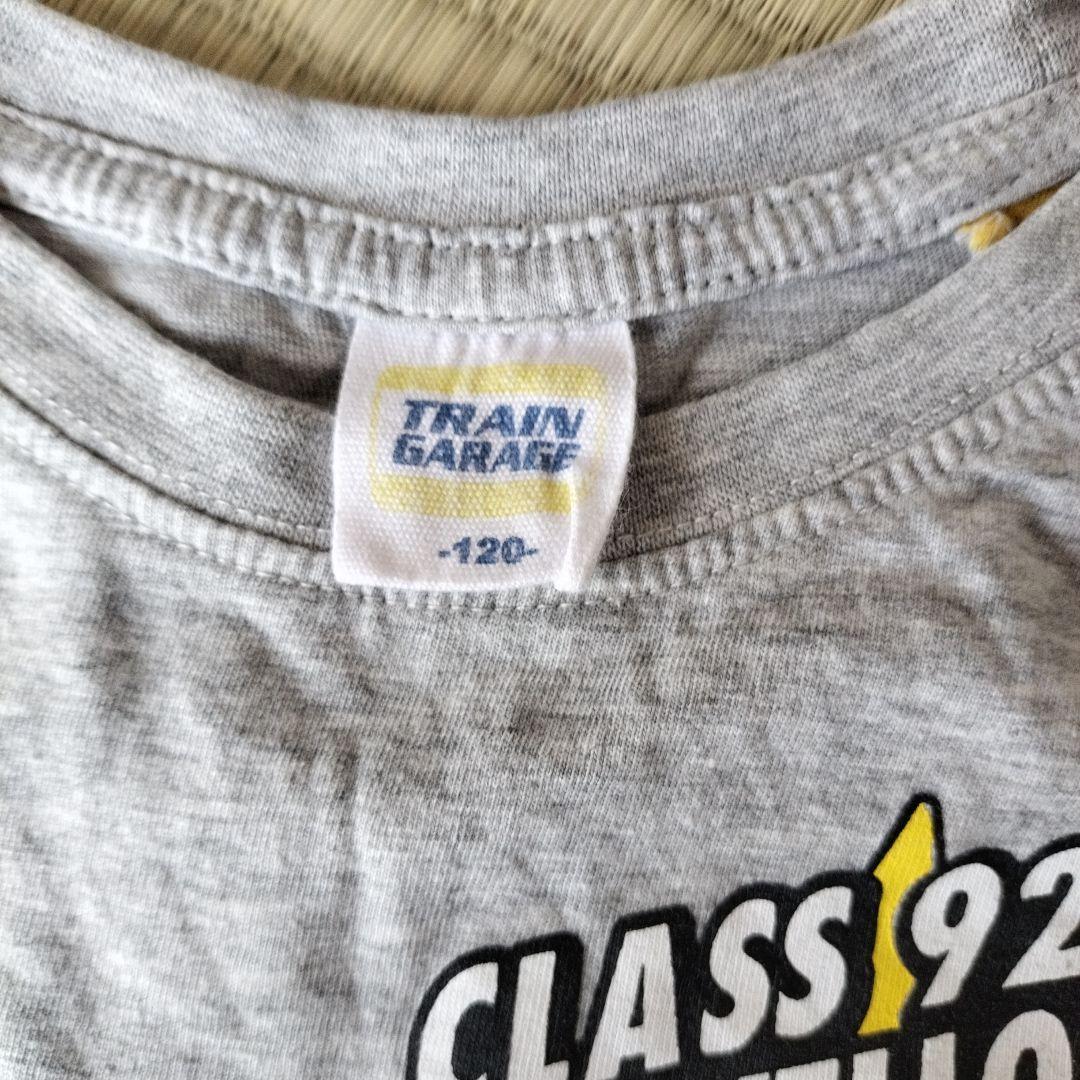 TRAIN
GARAGE
-120-
CLASS 92